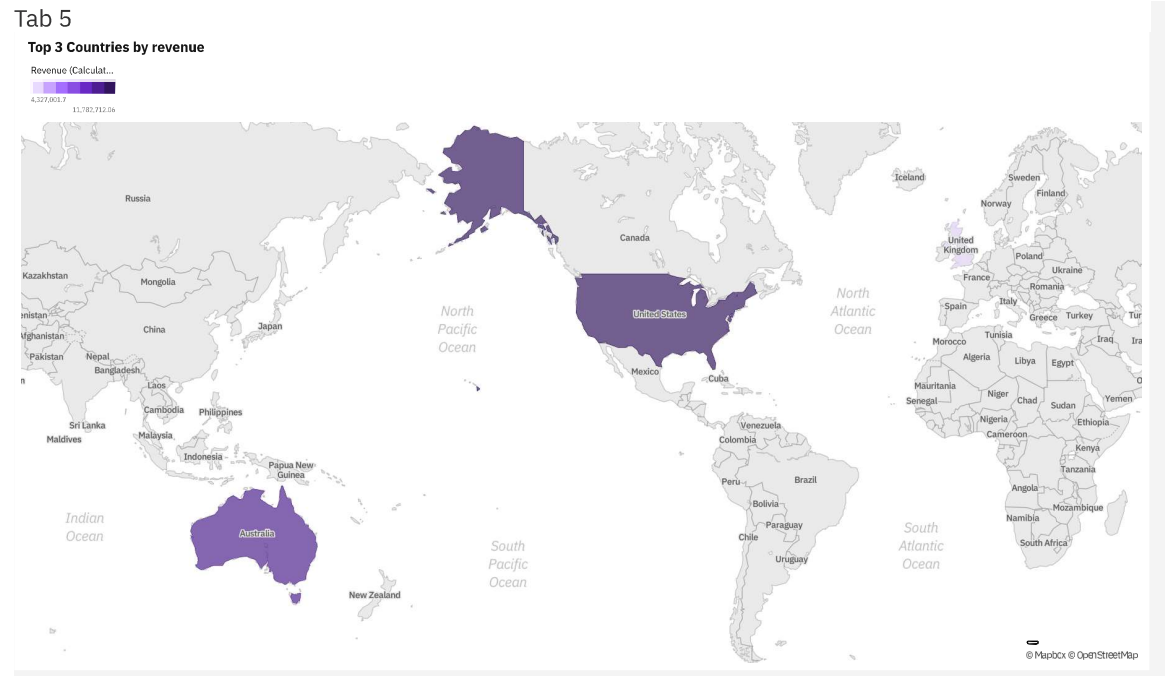 Tab 5
Top 3 Countries by revenue
Revenue (Calculat...
4,327,001.7
11,782,712.06
Iceland
Sweden
Finland
Russia
Norway
Canada
United
Kingdom
Poland
Kazakhstan
Mongolia
Ukraine
France
Romania
Italy
North
Pacific
Ocean
North
Atlantic
Ocean
Spain
Greece
Turkey
Tur
enistan
China
Japan
United States
Afghanistan
Morocco
Tunisia
Iraq
Ira
Pakistan
Nepal
Algeria
Libya
Egypt
Bangladesh
Mexico
Cuba
n
Laos
Mauritania
O
Cambodia
Philippines
Senegal
Niger
Chad
Sudan
Yemen
Sri Lanka
Venezuela
Nigeria
Ethiopia
Maldives
Malaysia
Colombia
Cameroon
Kenya
Indonesia
Papua New
Guinea
Tanzania
Peru
Brazil
Angola
Bolivia
Mozambique
Indian
Ocean
Australia
Paraguay
Namibia
Chile
South
Atlantic
Ocean
South Africa
South
Pacific
Ocean
Uruguay
New Zealand
© Mapbox © OpenStreetMap